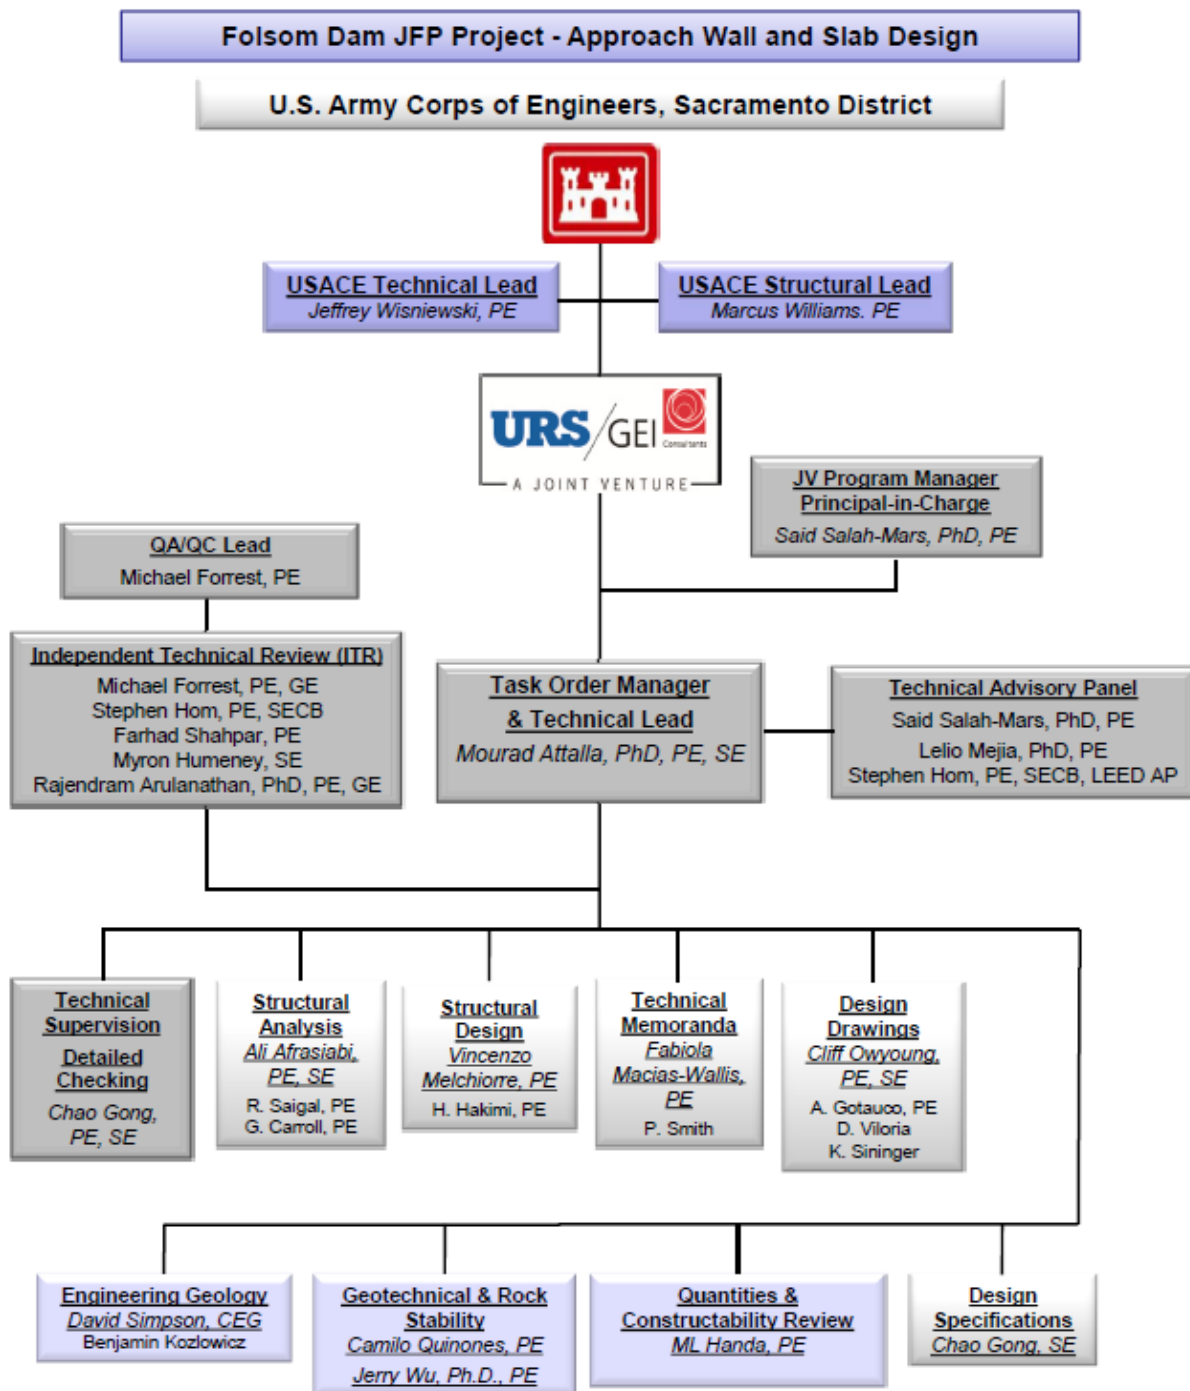 Folsom Dam JFP Project - Approach Wall and Slab Design
U.S. Army Corps of Engineers, Sacramento District
USACE Technical Lead
Jeffrey Wisniewski, PE
USACE Structural Lead
Marcus Williams. PE
URS/GEI
Consultants
A JOINT VENTURE
JV Program Manager
Principal-in-Charge
Said Salah-Mars, PhD, PE
QA/QC Lead
Michael Forrest, PE
Independent Technical Review (ITR)
Michael Forrest, PE, GE
Stephen Hom, PE, SECB
Farhad Shahpar, PE
Myron Humeney, SE
Rajendram Arulanathan, PhD, PE, GE
Task Order Manager
& Technical Lead
Mourad Attalla, PhD, PE, SE
Technical Advisory Panel
Said Salah-Mars, PhD, PE
Lelio Mejia, PhD, PE
Stephen Hom, PE, SECB, LEED AP
Technical
Supervision
Detailed
Checking
Chao Gong,
PE, SE
Structural
Analysis
Ali Afrasiabi,
PE, SE
R. Saigal, PE
G. Carroll, PE
Structural
Design
Vincenzo
Melchiorre, PE
H. Hakimi, PE
Technical
Memoranda
Fabiola
Macias-Wallis,
PE
P. Smith
Design
Drawings
Cliff Owyoung,
PE, SE
A. Gotauco, PE
D. Viloria
K. Sininger
Engineering Geology
David Simpson, CEG
Benjamin Kozlowicz
Geotechnical & Rock
Stability
Camilo Quinones, PE
Jerry Wu, Ph.D., PE
Quantities &
Constructability Review
ML Handa, PE
Design
Specifications
Chao Gong, SE